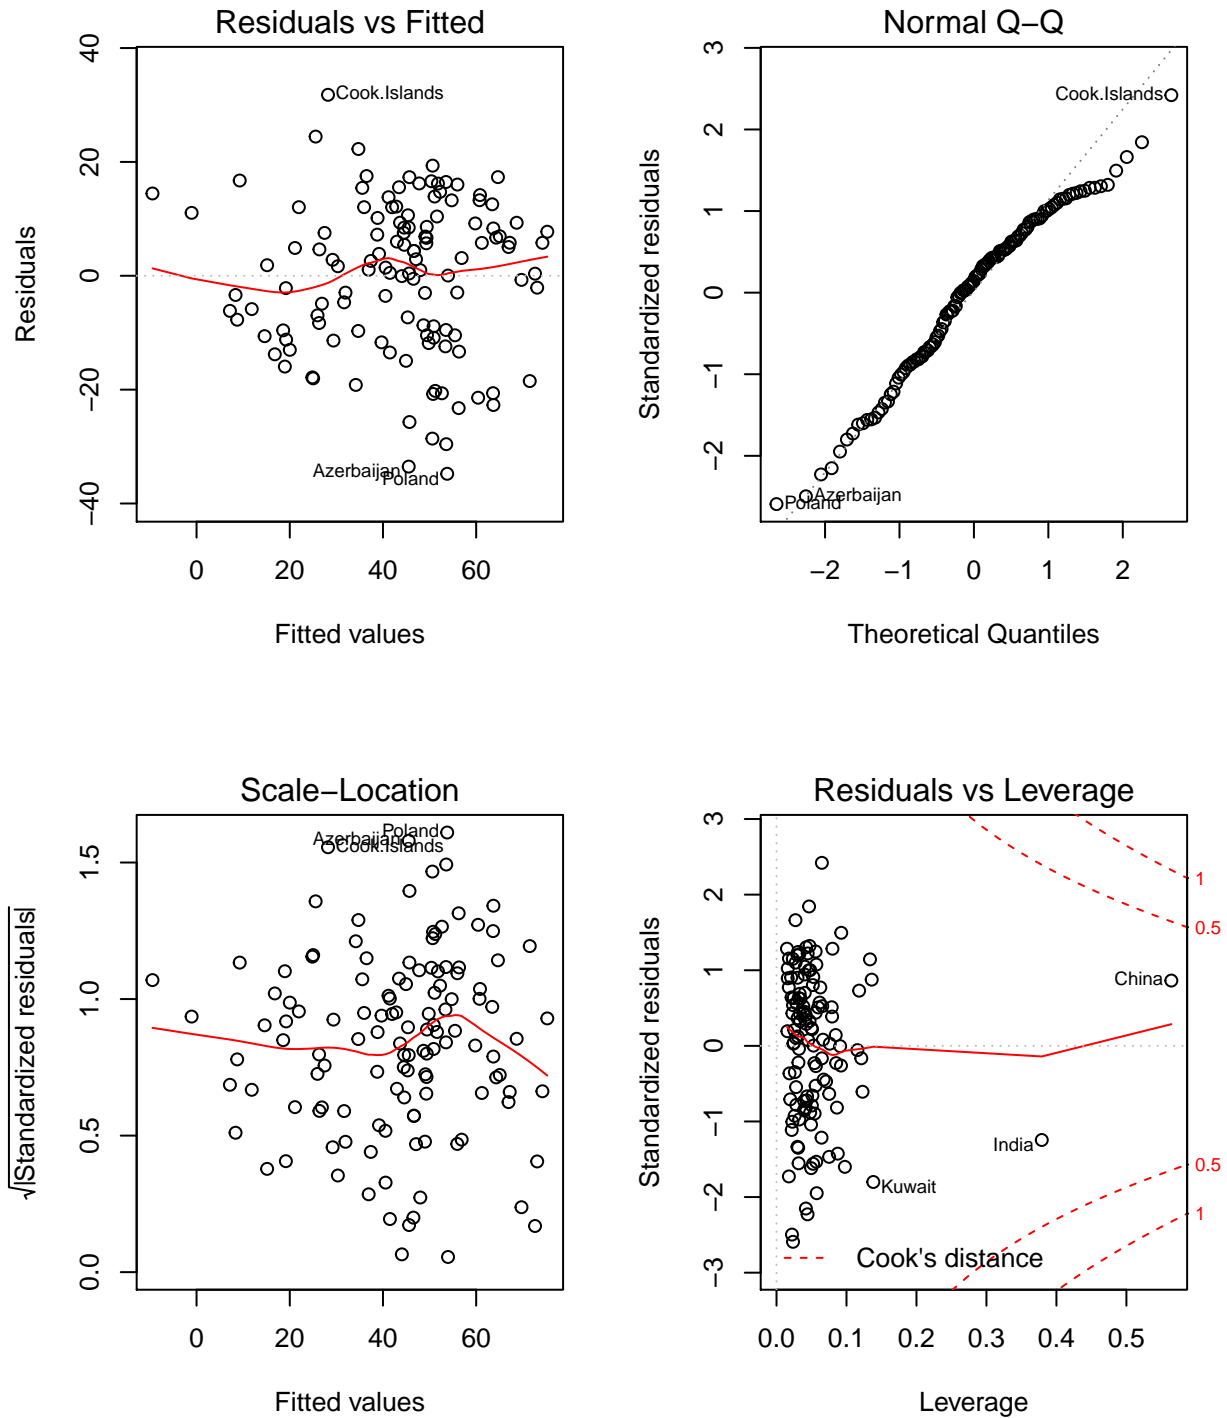 Residuals vs Fitted
Residuals
40
20
0
−20
−40
Cook.Islands
Azerbaijan
Poland
0 20 40 60
Fitted values
Normal Q−Q
Standardized residuals
3
2
1
0
−1
−2
Cook.Islands
Azerbaijan
Poland
−2 −1 0 1 2
Theoretical Quantiles
Scale−Location
√|Standardized residuals|
1.5
1.0
0.5
0.0
Poland
Azerbaijan
Cook.Islands
0 20 40 60
Fitted values
Residuals vs Leverage
Standardized residuals
3
2
1
0
−1
−2
−3
1
0.5
China
India
Kuwait
0.5
1
Cook's distance
0.0 0.1 0.2 0.3 0.4 0.5
Leverage